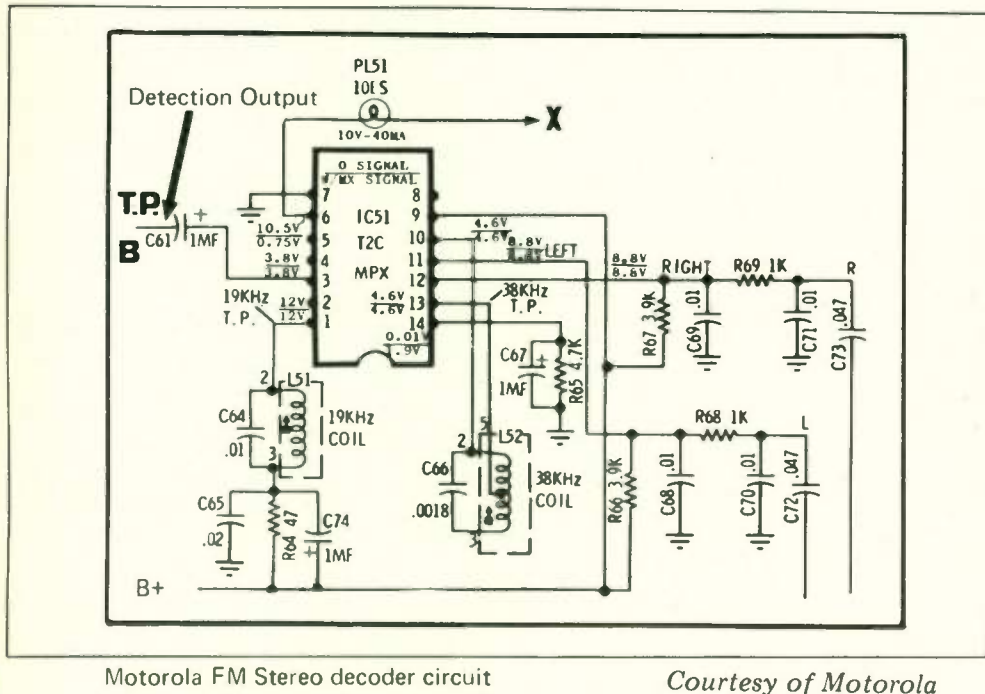 PL51
10ES
10V-40MA
X
Detection Output
T.P.
B
C61
+
1MF
0 SIGNAL
MX SIGNAL
7
6
5
4
3
2
1
IC51
T2C
MPX
8
9
10
11
12
13
14
10.5V
0.75V
3.8V
3.8V
12V
12V
4.6V
4.6V
0.01V
.9V
4.6V
4.6V
8.8V
LEFT
8.8V
8.8V
RIGHT
19KHz
T.P.
38KHz
T.P.
R69 1K
R
R67 3.9K
C69 .01
C71 .01
C73 .047
C67
+
1MF
R65 4.7K
2
L51
C64
.01
19KHz
COIL
3
C65
.02
R64 47
C74
+
1MF
5
2
L52
C66
.0018
38KHz
COIL
3
R68 1K
L
R66 3.9K
C68 .01
C70 .01
C72 .047
B+
Motorola FM Stereo decoder circuit
Courtesy of Motorola